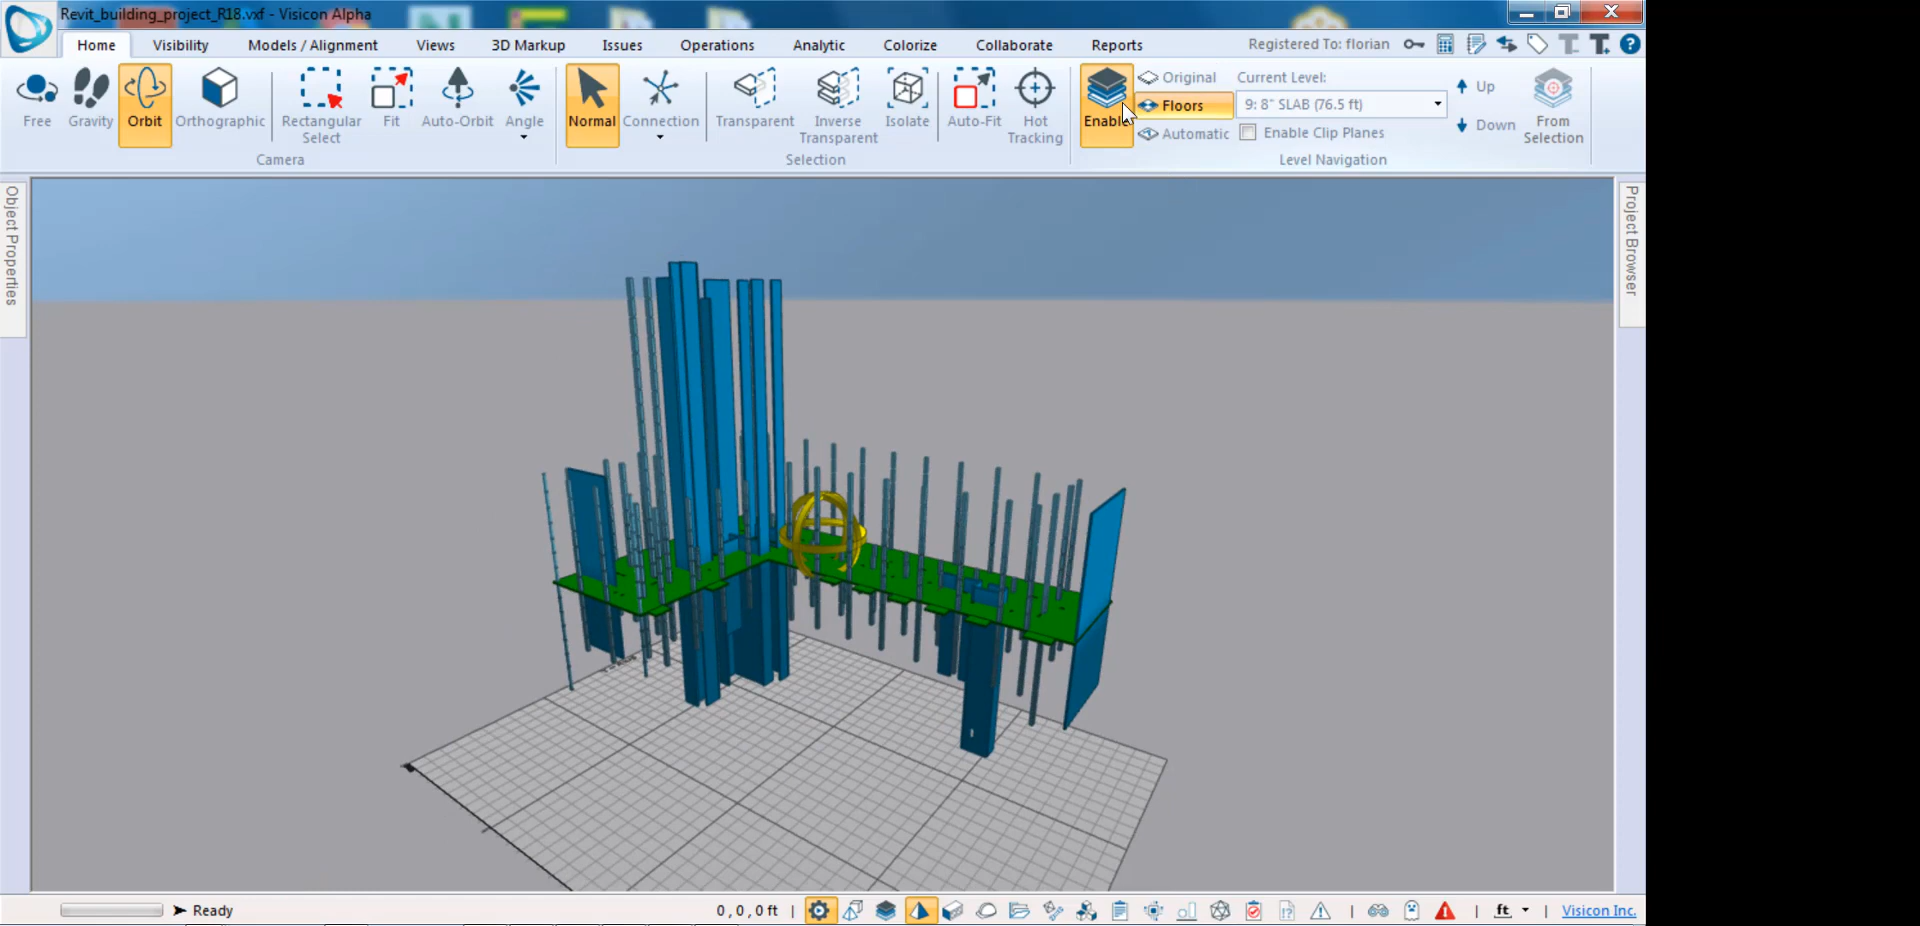 Revit_building_project_R18.vxf - Visicon Alpha
Home
Visibility
Models / Alignment
Views
3D Markup
Issues
Operations
Analytic
Colorize
Collaborate
Reports
Registered To: florian
Free
Gravity
Orbit
Orthographic
Rectangular
Select
Fit
Auto-Orbit
Angle
Camera
Normal
Connection
Transparent
Inverse
Transparent
Isolate
Auto-Fit
Hot
Tracking
Selection
Enable
Original
Floors
Automatic
Current Level:
9: 8" SLAB (76.5 ft)
Enable Clip Planes
Up
Down
From
Selection
Level Navigation
Object Properties
Project Browser
Ready
0 , 0 , 0 ft
ft
Visicon Inc.